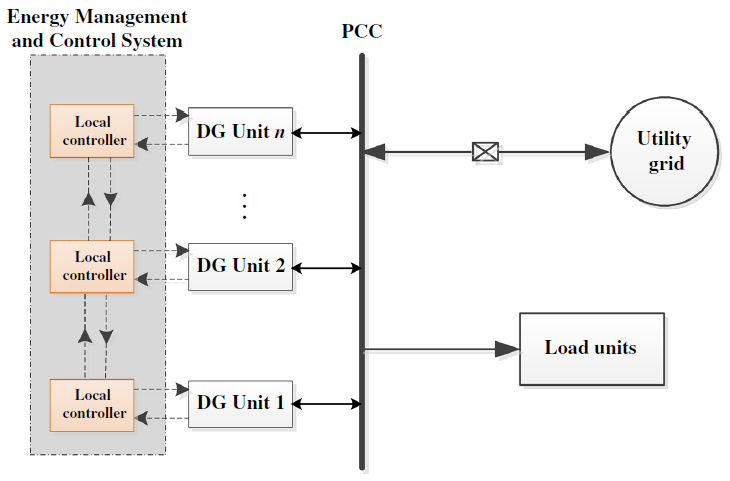 Energy Management
and Control System
PCC
Local
controller
DG Unit n
Utility
grid
Local
controller
DG Unit 2
Load units
Local
controller
DG Unit 1